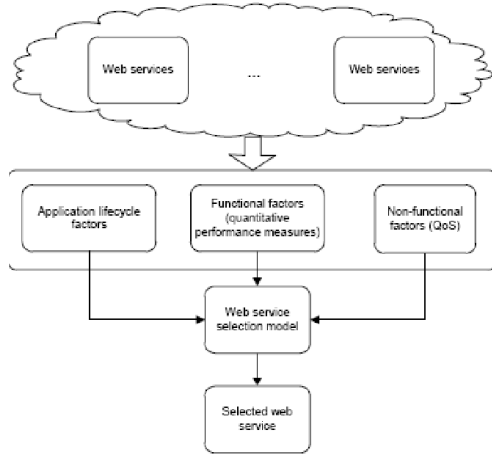 Web services
...
Web services
Application lifecycle
factors
Functional factors
(quantitative
performance measures)
Non-functional
factors (QoS)
Web service
selection model
Selected web
service